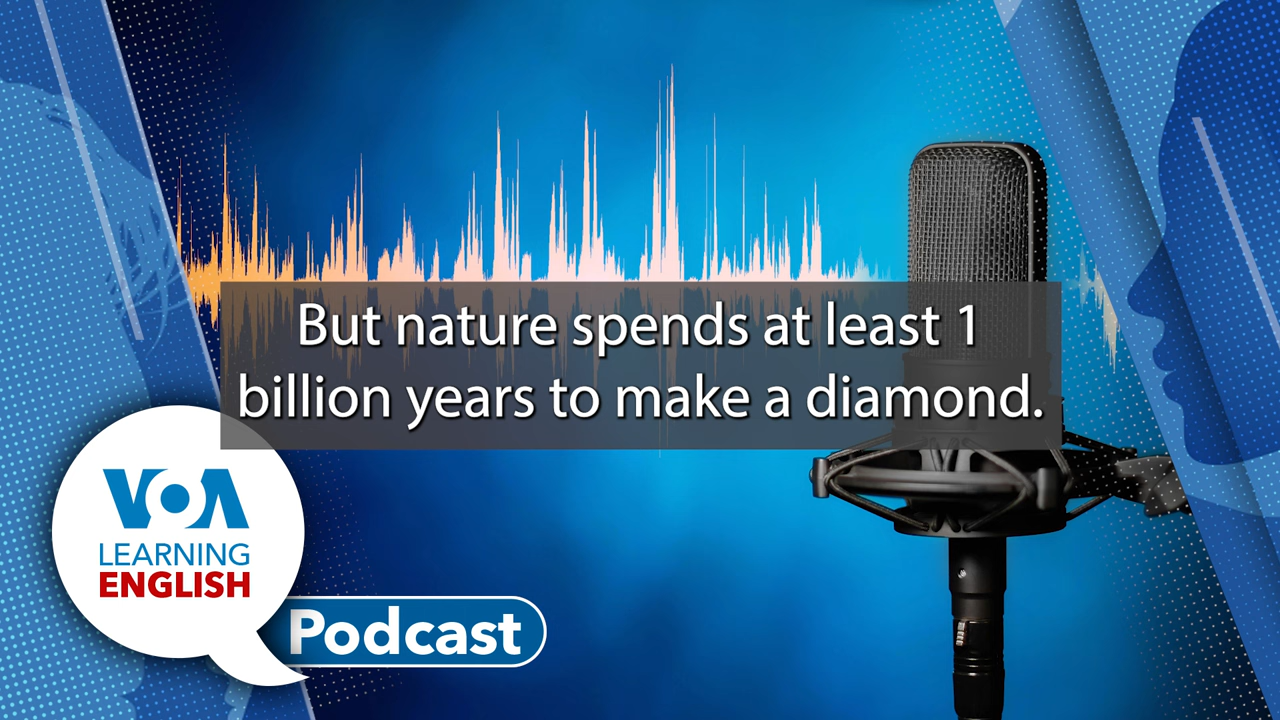 But nature spends at least 1
billion years to make a diamond.
VOA
LEARNING
ENGLISH
Podcast